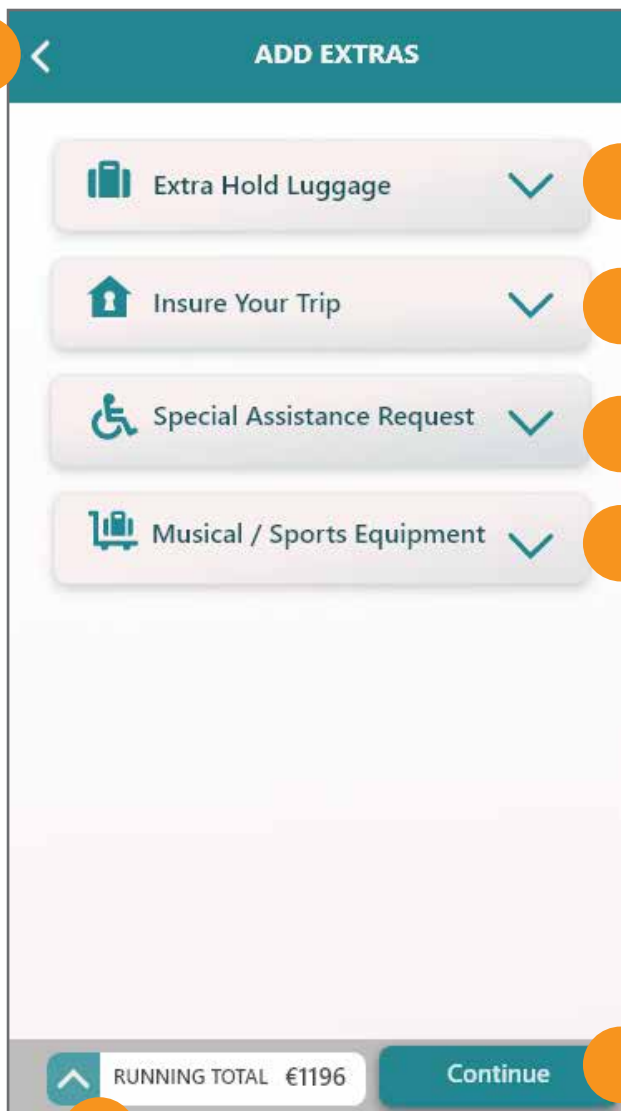 ADD EXTRAS
Extra Hold Luggage
Insure Your Trip
Special Assistance Request
Musical / Sports Equipment
RUNNING TOTAL €1196
Continue